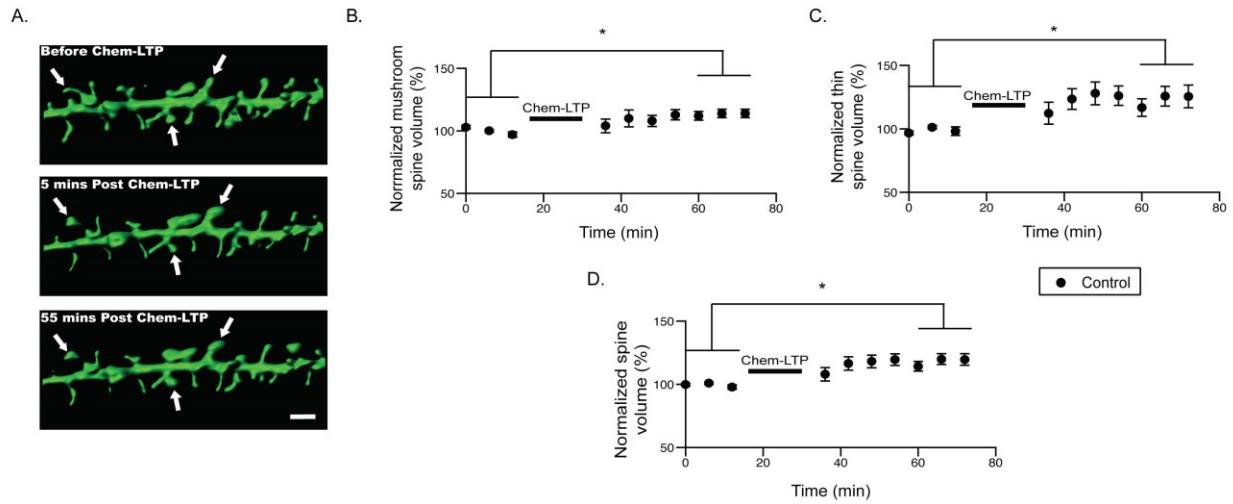 A.
Before Chem-LTP
5 mins Post Chem-LTP
55 mins Post Chem-LTP
B.
*
150
100
50
Chem-LTP
0 20 40 60 80
Time (min)
Normalized mushroom
spine volume (%)
C.
*
150
100
50
Chem-LTP
0 20 40 60 80
Time (min)
Normalized thin
spine volume (%)
D.
*
150
100
50
Chem-LTP
0 20 40 60 80
Time (min)
Normalized spine
volume (%)
Control